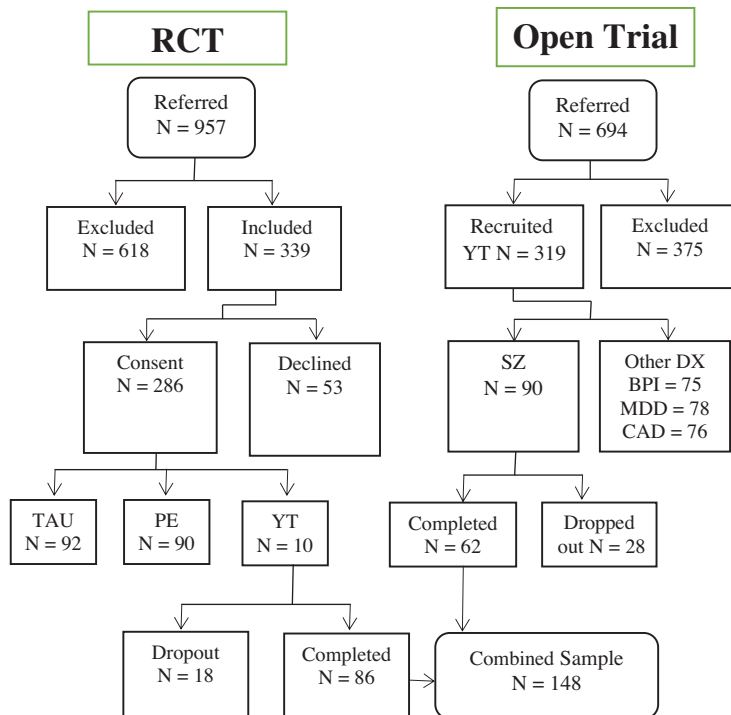 RCT
Referred
N = 957
Excluded
N = 618
Included
N = 339
Consent
N = 286
Declined
N = 53
TAU
N = 92
PE
N = 90
YT
N = 10
Dropout
N = 18
Completed
N = 86
Open Trial
Referred
N = 694
Recruited
YT N = 319
Excluded
N = 375
SZ
N = 90
Other DX
BPI = 75
MDD = 78
CAD = 76
Completed
N = 62
Dropped
out N = 28
Combined Sample
N = 148